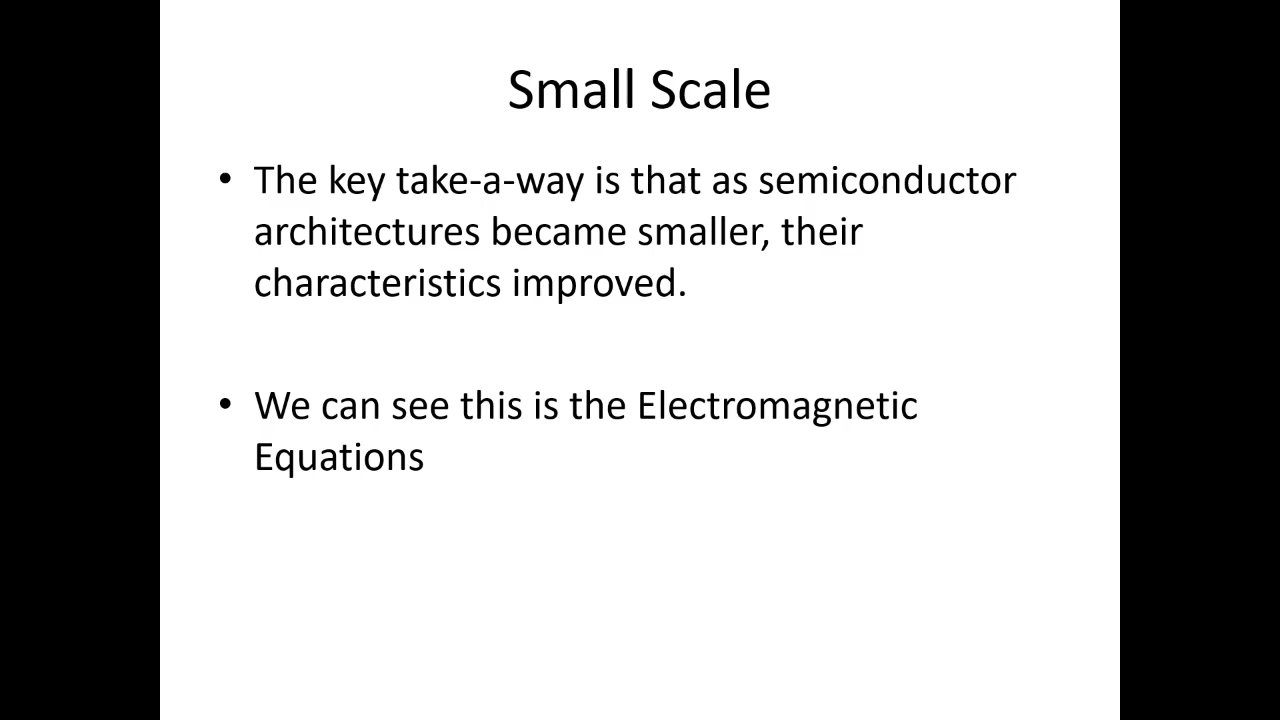 Small Scale
• The key take-a-way is that as semiconductor
architectures became smaller, their
characteristics improved.
• We can see this is the Electromagnetic
Equations